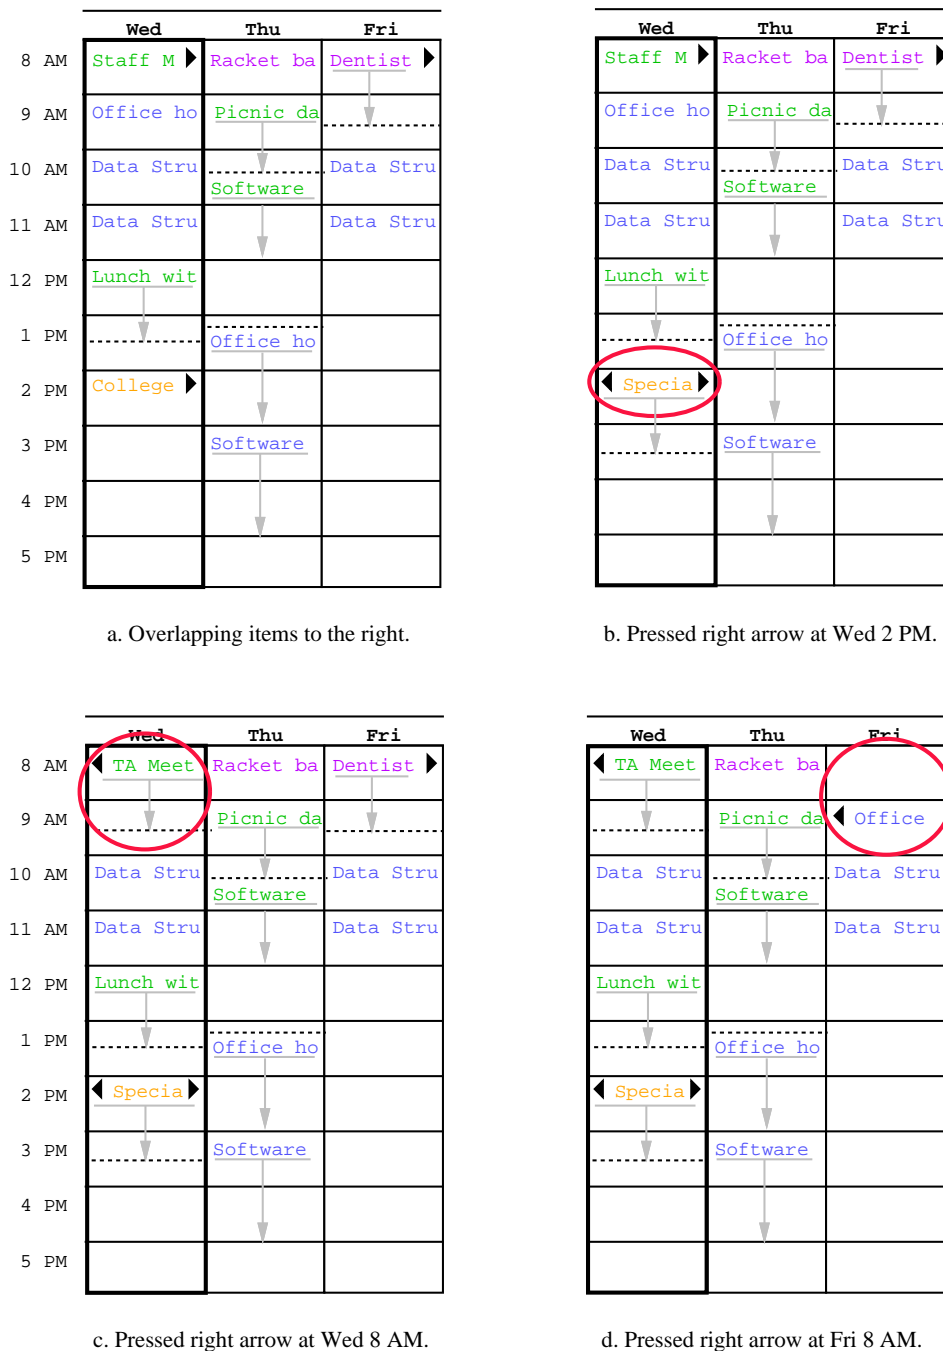 Wed Thu Fri
8 AM Staff M Racket ba Dentist
9 AM Office ho Picnic da
10 AM Data Stru Data Stru
Software
11 AM Data Stru Data Stru
12 PM Lunch wit
1 PM Office ho
2 PM College
3 PM Software
4 PM
5 PM
a. Overlapping items to the right.
Wed Thu Fri
Staff M Racket ba Dentist
Office ho Picnic da
Data Stru Data Stru
Software
Data Stru Data Stru
Lunch wit
Office ho
Specia
Software
b. Pressed right arrow at Wed 2 PM.
Wed Thu Fri
8 AM TA Meet Racket ba Dentist
9 AM Picnic da
10 AM Data Stru Data Stru
Software
11 AM Data Stru Data Stru
12 PM Lunch wit
1 PM Office ho
2 PM Specia
3 PM Software
4 PM
5 PM
c. Pressed right arrow at Wed 8 AM.
Wed Thu Fri
TA Meet Racket ba
Picnic da Office
Data Stru Data Stru
Software
Data Stru Data Stru
Lunch wit
Office ho
Specia
Software
d. Pressed right arrow at Fri 8 AM.